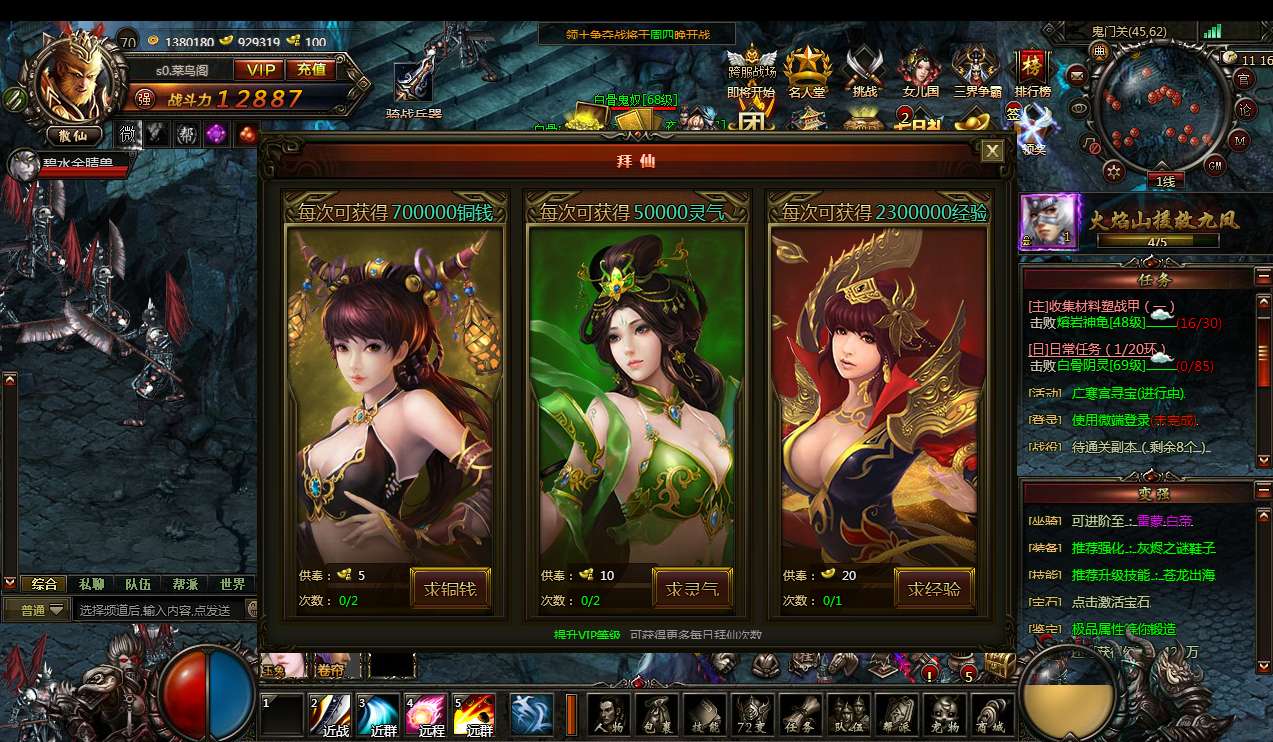 领土争夺战将于周四晚开战
鬼门关(45,62)
70 1380180 929319 100
s0.菜鸟阁 VIP 充值
强 战斗力 12887
散仙
微 帮
碧水金睛兽
骑战兵器
白骨鬼奴[68级]
跨服战场
即将开始
名人堂
挑战
女儿国
三界争霸
榜
排行榜
团
2
签
领奖
11 16
曲
官
论
M
GM
1线
火焰山援救九凤
4/5
拜仙
X
每次可获得 700000铜钱
供奉： 5
次数： 0/2
求铜钱
每次可获得 50000灵气
供奉： 10
次数： 0/2
求灵气
每次可获得 2300000经验
供奉： 20
次数： 0/1
求经验
提升VIP等级 可获得更多每日拜仙次数
任务
[主]收集材料塑战甲（一）
击败熔岩神龟[48级] (16/30)
[日]日常任务（1/20环）
击败白骨阴灵[69级] (0/85)
[活动] 广寒宫寻宝(进行中)
[登录] 使用微端登录(未完成)
[战役] 待通关副本（剩余8个）
变强
[坐骑] 可进阶至：雷蒙.白帝
[装备] 推荐强化：灰烬之谜鞋子
[技能] 推荐升级技能：苍龙出海
[宝石] 点击激活宝石
[鉴定] 极品属性等你锻造
综合 私聊 队伍 帮派 世界
普通 选择频道后,输入内容,点发送
卷帘
1
2 近战
3 近群
4 远程
5 远群
人物 包裹 技能 72变 任务 队伍 帮派 宠物 商城
! 5